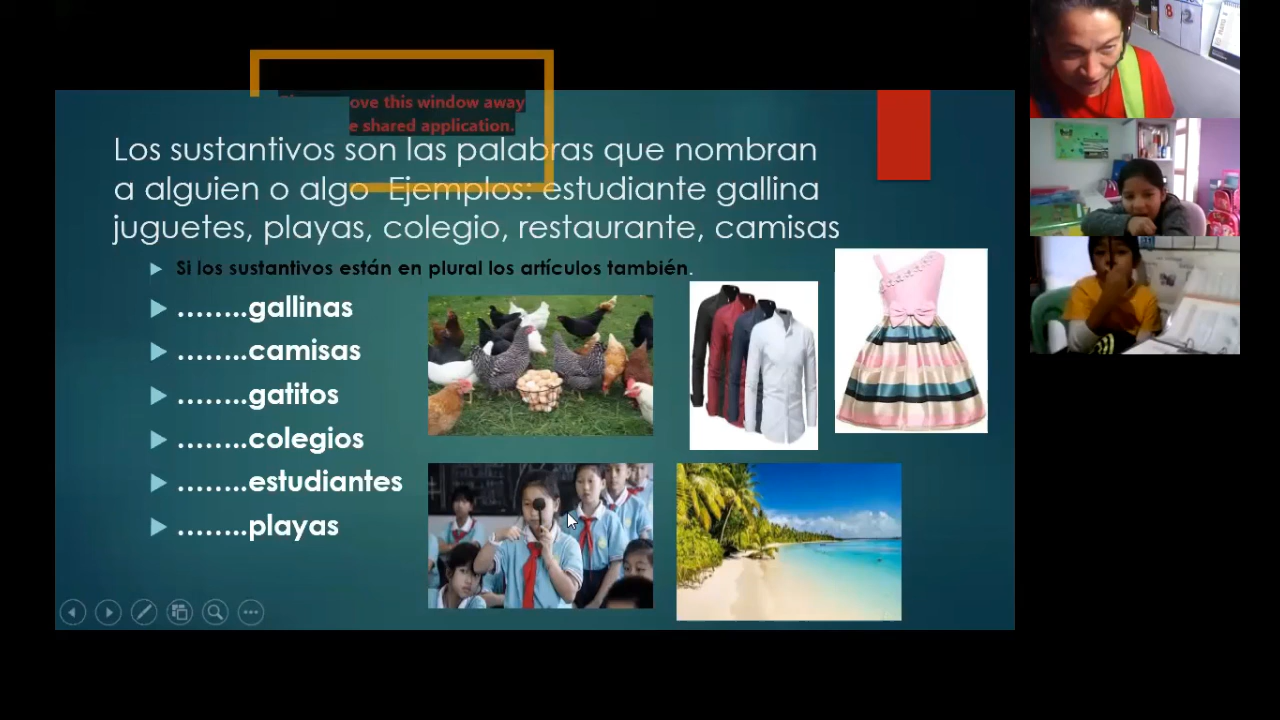 ove this window away
e shared application.
Los sustantivos son las palabras que nombran
a alguien o algo Ejemplos: estudiante gallina
juguetes, playas, colegio, restaurante, camisas
Si los sustantivos están en plural los artículos también.
........gallinas
........camisas
........gatitos
........colegios
........estudiantes
........playas
8 2